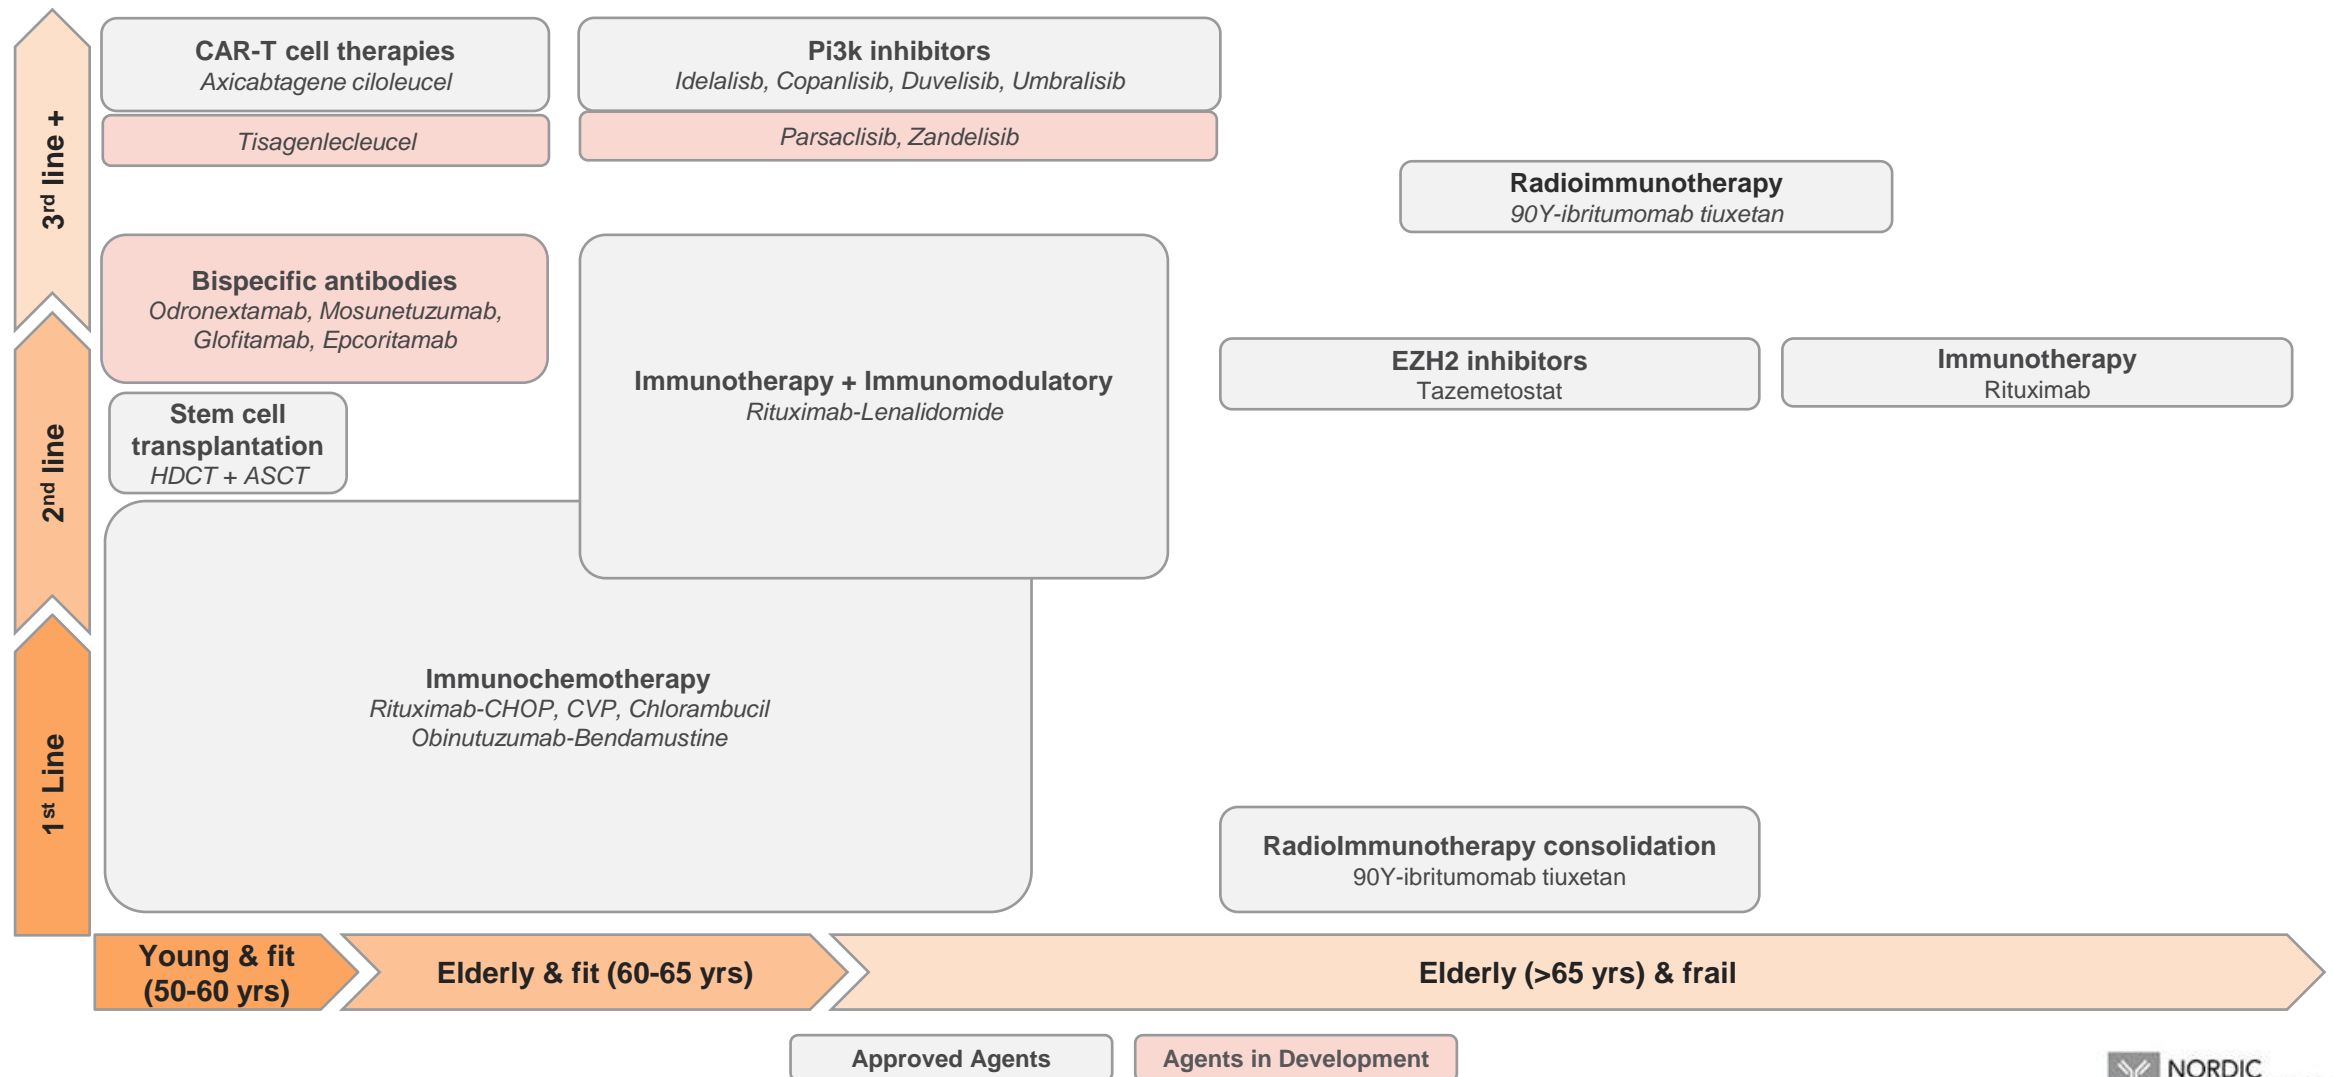 CAR-T cell therapies
Axicabtagene ciloleucel
Tisagenlecleucel
Pi3k inhibitors
Idelalisb, Copanlisib, Duvelisib, Umbralisib
Parsaclisib, Zandelisib
Radioimmunotherapy
90Y-ibritumomab tiuxetan
3rd line +
Bispecific antibodies
Odronextamab, Mosunetuzumab,
Glofitamab, Epcoritamab
Immunotherapy + Immunomodulatory
Rituximab-Lenalidomide
EZH2 inhibitors
Tazemetostat
Immunotherapy
Rituximab
Stem cell
transplantation
HDCT + ASCT
2nd line
Immunochemotherapy
Rituximab-CHOP, CVP, Chlorambucil
Obinutuzumab-Bendamustine
1st Line
RadioImmunotherapy consolidation
90Y-ibritumomab tiuxetan
Young & fit
(50-60 yrs)
Elderly & fit (60-65 yrs)
Elderly (>65 yrs) & frail
Approved Agents
Agents in Development
NORDIC